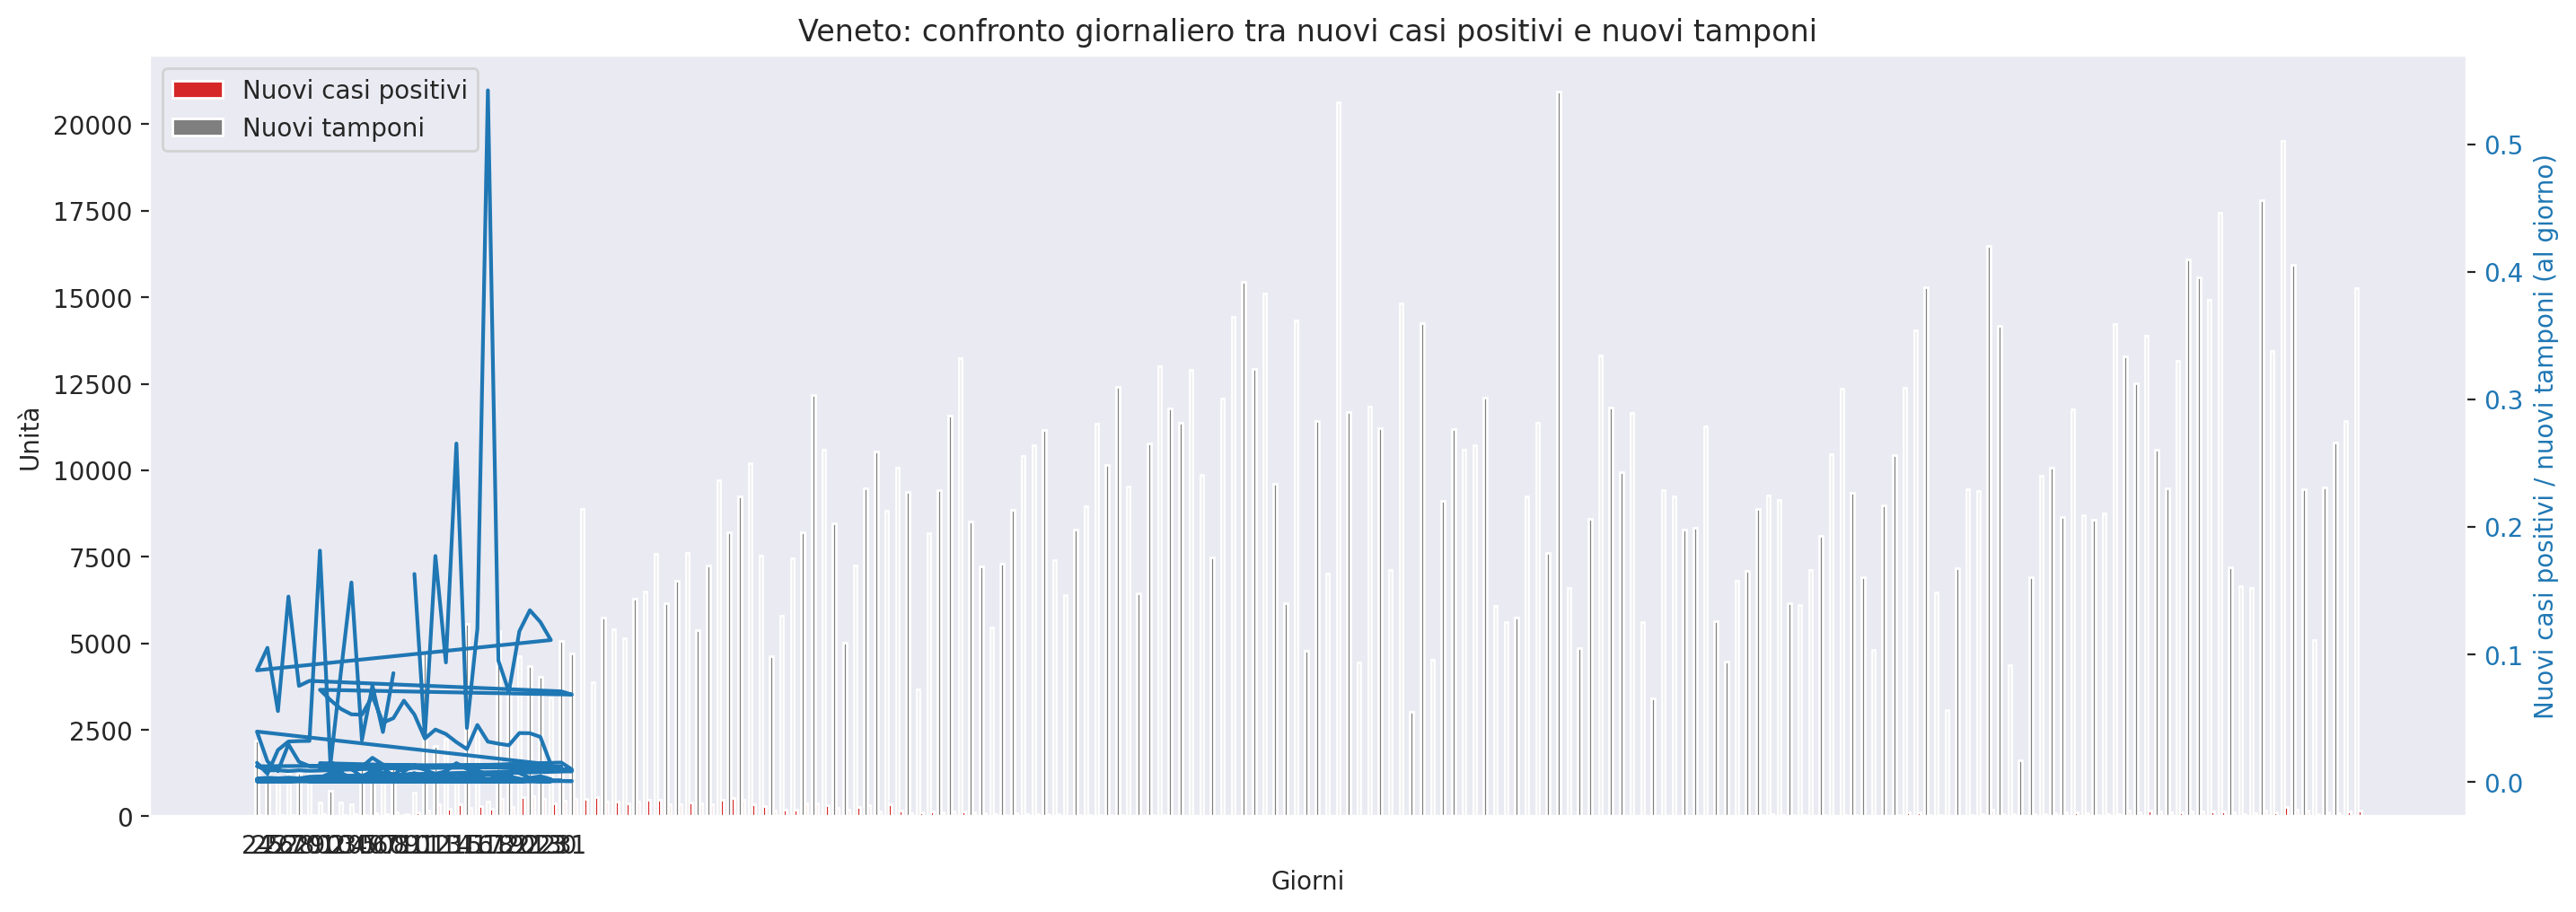 Veneto: confronto giornaliero tra nuovi casi positivi e nuovi tamponi
Nuovi casi positivi
Nuovi tamponi
Unità
20000
17500
15000
12500
10000
7500
5000
2500
0
0.5
0.4
0.3
0.2
0.1
0.0
Nuovi casi positivi / nuovi tamponi (al giorno)
Giorni